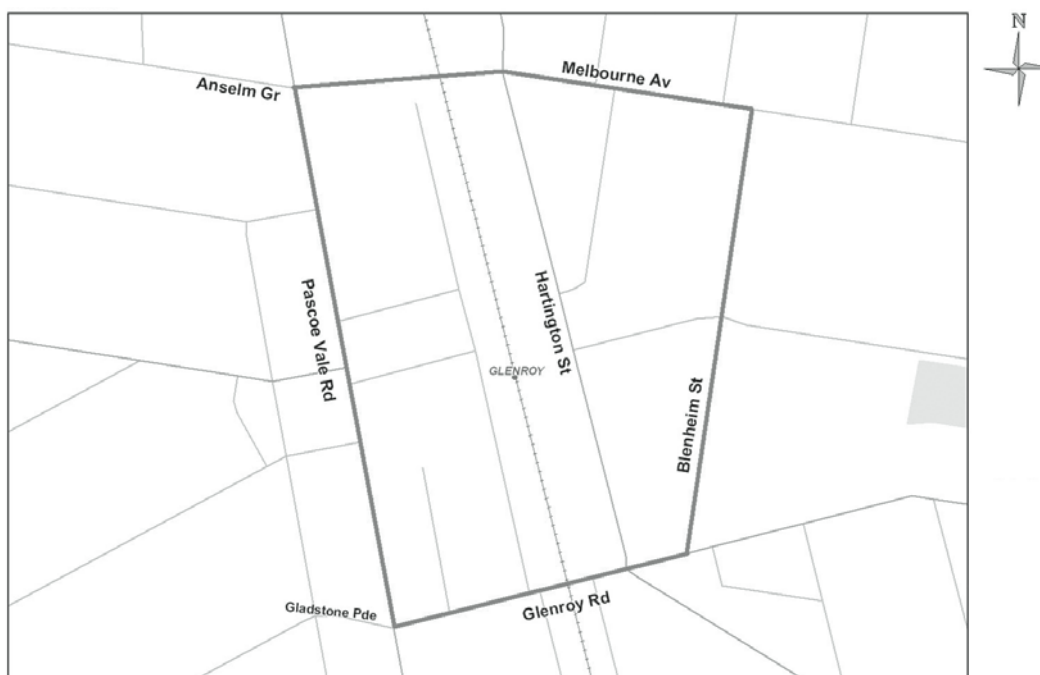 N
Melbourne Av
Anselm Gr
Pascoe Vale Rd
Hartington St
GLENROY
Blenheim St
Gladstone Pde
Glenroy Rd